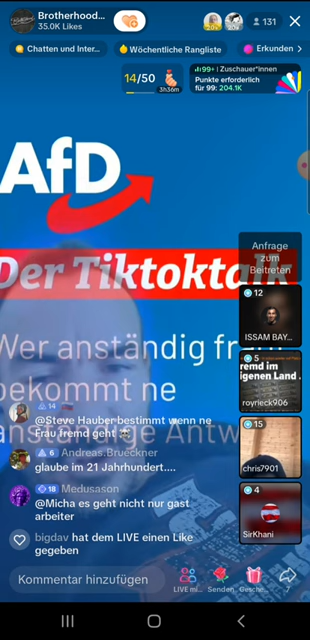 Brotherhood...
35.0K Likes
131
Chatten und Inter...
Wöchentliche Rangliste
Erkunden
14/50
3h36m
99+ | Zuschauer*innen
Punkte erforderlich
für 99: 204.1K
AfD
Der Tiktoktalk
Anfrage
zum
Beitreten
Wer anständig fr
bekommt ne
anständige Antw
12
ISSAM BAY...
5
remd im
igenen Land .
royrieck906
15
chris7901
4
SirKhani
14
@Steve Hauber bestimmt wenn ne
Frau fremd geht
6 Andreas.Brueckner
glaube im 21 Jahrhundert....
18 Medusason
@Micha es geht nicht nur gast
arbeiter
bigdav hat dem LIVE einen Like
gegeben
Kommentar hinzufügen
LIVE mi...
Senden
Gesche...
7